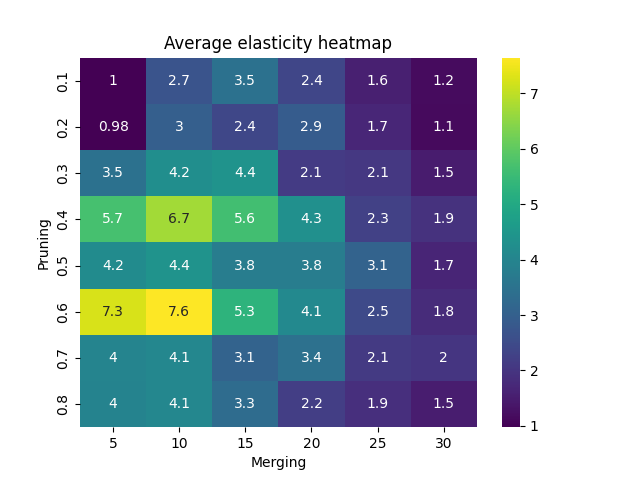 Average elasticity heatmap
0.1 1 2.7 3.5 2.4 1.6 1.2
0.2 0.98 3 2.4 2.9 1.7 1.1
0.3 3.5 4.2 4.4 2.1 2.1 1.5
0.4 5.7 6.7 5.6 4.3 2.3 1.9
0.5 4.2 4.4 3.8 3.8 3.1 1.7
0.6 7.3 7.6 5.3 4.1 2.5 1.8
0.7 4 4.1 3.1 3.4 2.1 2
0.8 4 4.1 3.3 2.2 1.9 1.5
5 10 15 20 25 30
Merging
Pruning
7
6
5
4
3
2
1